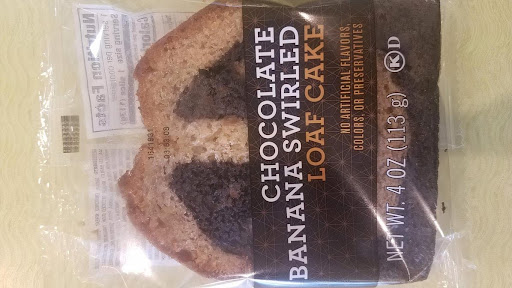 CHOCOLATE
BANANA SWIRLED
LOAF CAKE
NO ARTIFICIAL FLAVORS,
COLORS, OR PRESERVATIVES
K D
NET WT. 4 OZ (113 g)
Nutrition Facts